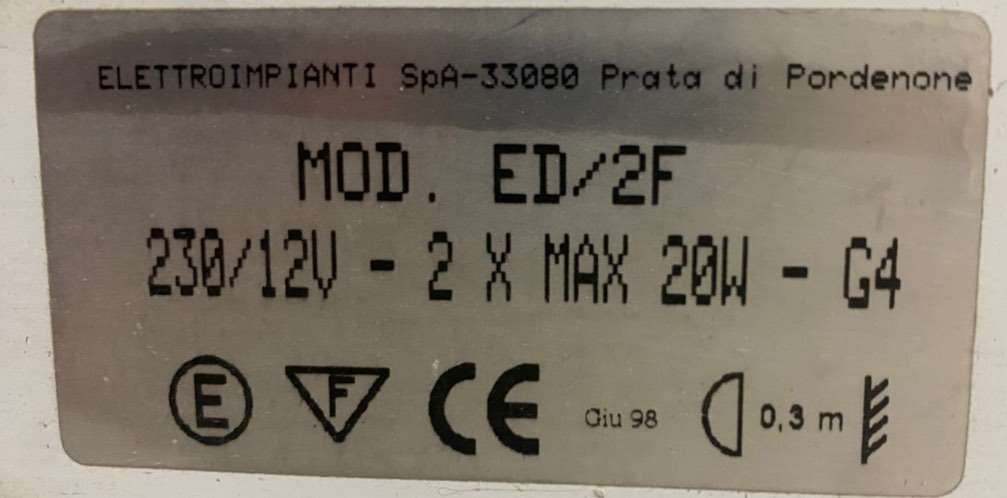 ELETTROIMPIANTI SpA-33080 Prata di Pordenone
MOD. ED/2F
230/12V - 2 X MAX 20W - G4
E F CE Giu 98 0,3 m